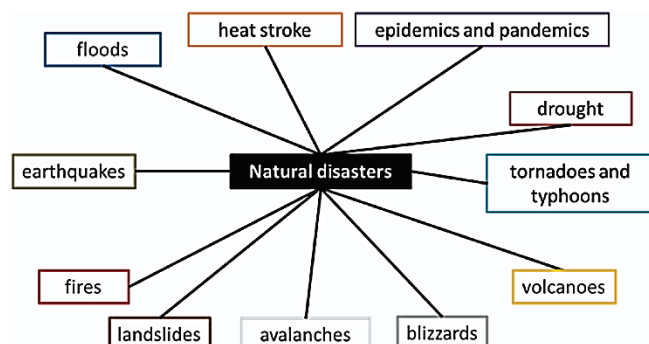 heat stroke
epidemics and pandemics
floods
drought
earthquakes
Natural disasters
tornadoes and
typhoons
fires
volcanoes
landslides
avalanches
blizzards